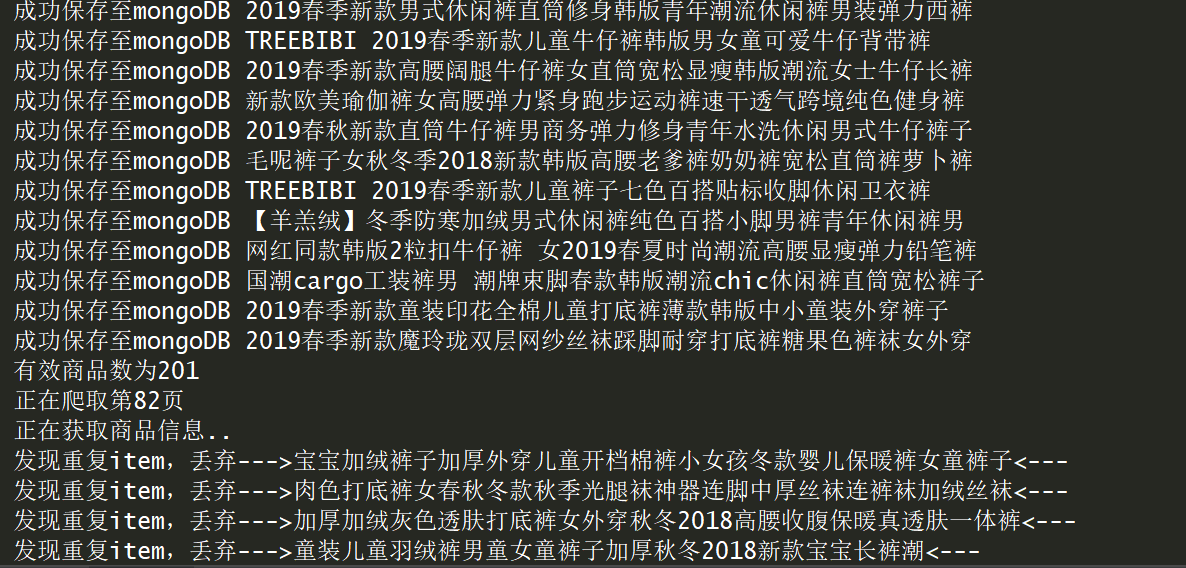 成功保存至mongoDB 2019春季新款男式休闲裤直筒修身韩版青年潮流休闲裤男装弹力西裤
成功保存至mongoDB TREEBIBI 2019春季新款儿童牛仔裤韩版男女童可爱牛仔背带裤
成功保存至mongoDB 2019春季新款高腰阔腿牛仔裤女直筒宽松显瘦韩版潮流女士牛仔长裤
成功保存至mongoDB 新款欧美瑜伽裤女高腰弹力紧身跑步运动裤速干透气跨境纯色健身裤
成功保存至mongoDB 2019春秋新款直筒牛仔裤男商务弹力修身青年水洗休闲男式牛仔裤子
成功保存至mongoDB 毛呢裤子女秋冬季2018新款韩版高腰老爹裤奶奶裤宽松直筒裤萝卜裤
成功保存至mongoDB TREEBIBI 2019春季新款儿童裤子七色百搭贴标收脚休闲卫衣裤
成功保存至mongoDB 【羊羔绒】冬季防寒加绒男式休闲裤纯色百搭小脚男裤青年休闲裤男
成功保存至mongoDB 网红同款韩版2粒扣牛仔裤 女2019春夏时尚潮流高腰显瘦弹力铅笔裤
成功保存至mongoDB 国潮cargo工装裤男 潮牌束脚春款韩版潮流chic休闲裤直筒宽松裤子
成功保存至mongoDB 2019春季新款童装印花全棉儿童打底裤薄款韩版中小童装外穿裤子
成功保存至mongoDB 2019春季新款魔玲珑双层网纱丝袜踩脚耐穿打底裤糖果色裤袜女外穿
有效商品数为201
正在爬取第82页
正在获取商品信息..
发现重复item，丢弃--->宝宝加绒裤子加厚外穿儿童开档棉裤小女孩冬款婴儿保暖裤女童裤子<---
发现重复item，丢弃--->肉色打底裤女春秋冬款秋季光腿袜神器连脚中厚丝袜连裤袜加绒丝袜<---
发现重复item，丢弃--->加厚加绒灰色透肤打底裤女外穿秋冬2018高腰收腹保暖真透肤一体裤<---
发现重复item，丢弃--->童装儿童羽绒裤男童女童裤子加厚秋冬2018新款宝宝长裤潮<---